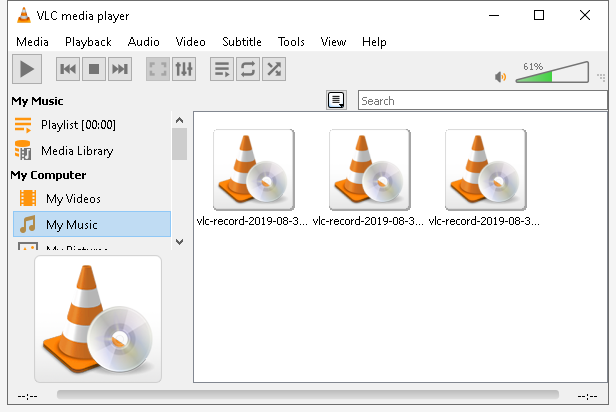 VLC media player
Media Playback Audio Video Subtitle Tools View Help
61%
My Music
Search
Playlist [00:00]
Media Library
My Computer
My Videos
My Music
My Pictures
vlc-record-2019-08-3... vlc-record-2019-08-3... vlc-record-2019-08-3...
--:-- --:--